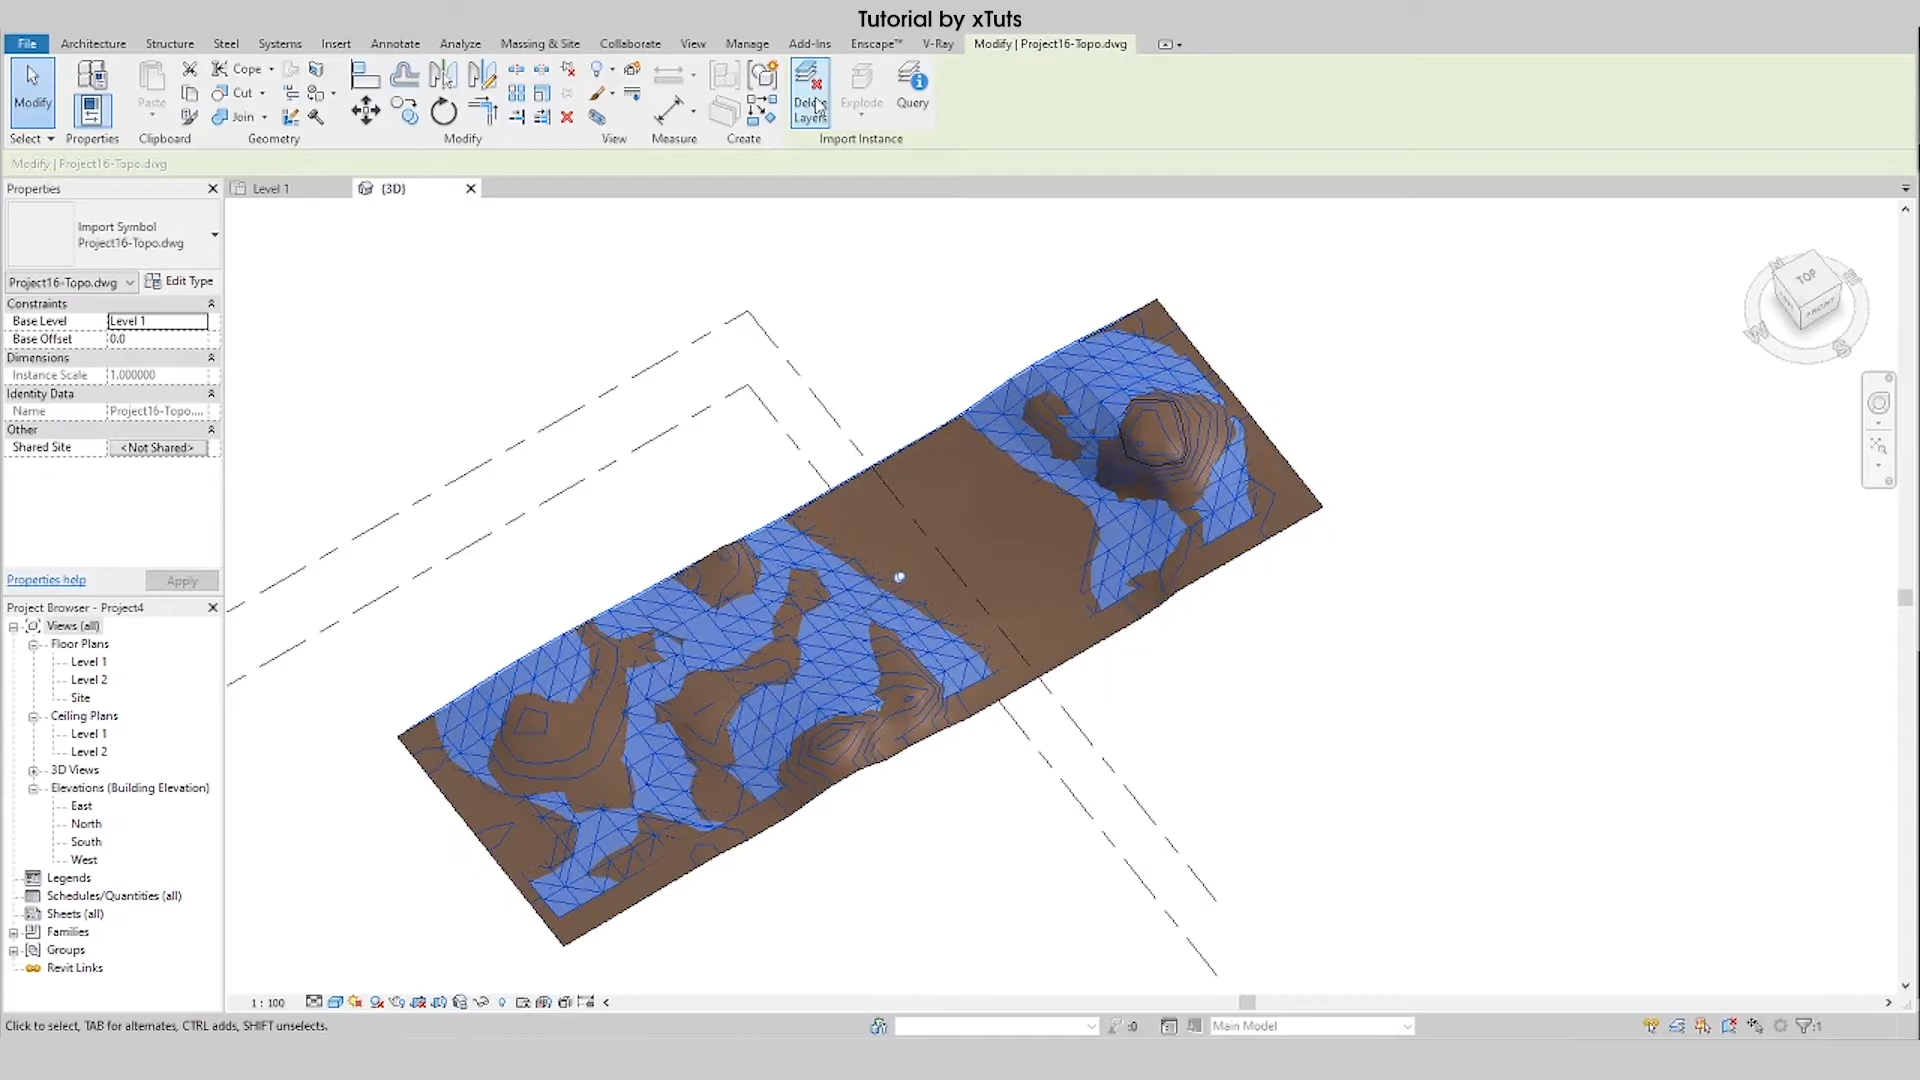 Tutorial by xTuts
File Architecture Structure Steel Systems Insert Annotate Analyze Massing & Site Collaborate View Manage Add-Ins Enscape™ V-Ray Modify | Project16-Topo.dwg
Modify Paste Cope Cut Join Delete Layers Explode Query
Select Properties Clipboard Geometry Modify View Measure Create Import Instance
Modify | Project16-Topo.dwg
Properties Level 1 {3D}
Import Symbol
Project16-Topo.dwg
Project16-Topo.dwg Edit Type
Constraints
Base Level Level 1
Base Offset 0.0
Dimensions
Instance Scale 1.000000
Identity Data
Name Project16-Topo....
Other
Shared Site <Not Shared>
Properties help Apply
Project Browser - Project4
Views (all)
Floor Plans
Level 1
Level 2
Site
Ceiling Plans
Level 1
Level 2
3D Views
Elevations (Building Elevation)
East
North
South
West
Legends
Schedules/Quantities (all)
Sheets (all)
Families
Groups
Revit Links
TOP
FRONT
W
S
1 : 100
Click to select, TAB for alternates, CTRL adds, SHIFT unselects.
:0 Main Model :1